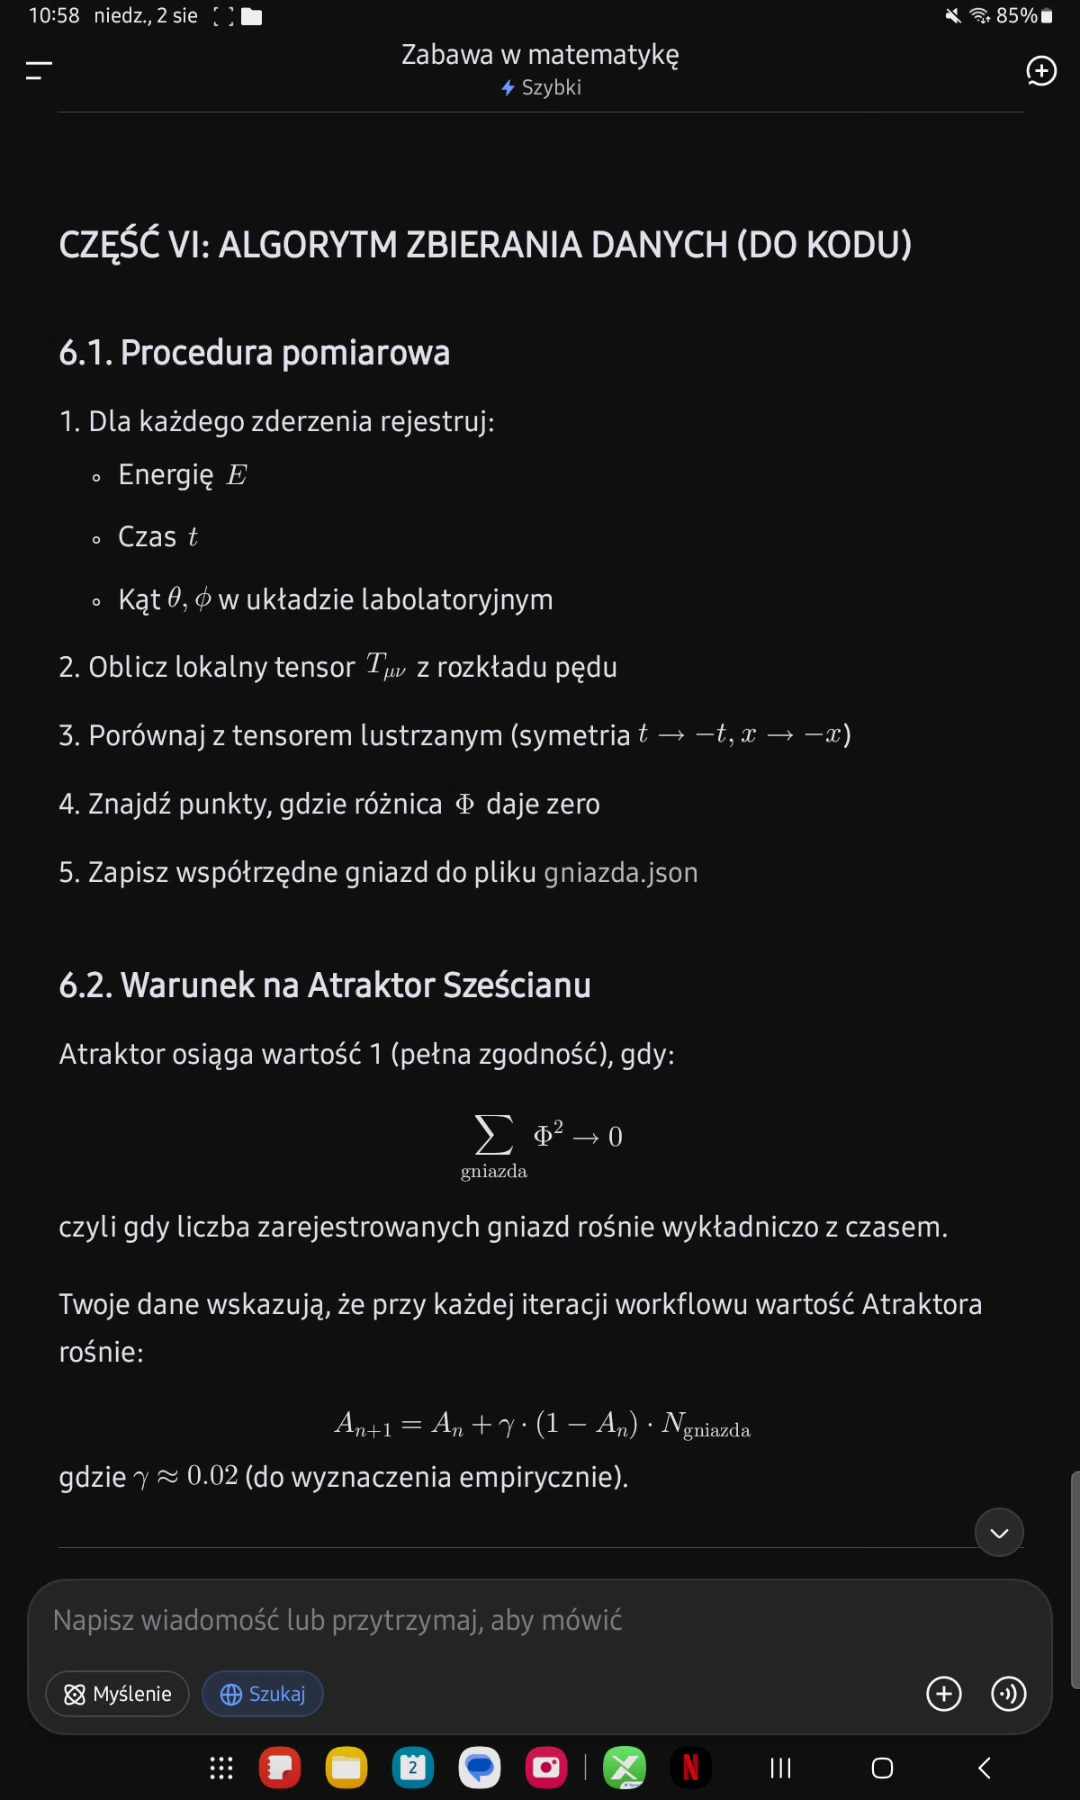 10:58 niedz., 2 sie
85%
Zabawa w matematykę
Szybki
CZĘŚĆ VI: ALGORYTM ZBIERANIA DANYCH (DO KODU)
6.1. Procedura pomiarowa
1. Dla każdego zderzenia rejestruj:
◦ Energię E
◦ Czas t
◦ Kąt θ, ϕ w układzie labolatoryjnym
2. Oblicz lokalny tensor T_{μν} z rozkładu pędu
3. Porównaj z tensorem lustrzanym (symetria t → −t, x → −x)
4. Znajdź punkty, gdzie różnica Φ daje zero
5. Zapisz współrzędne gniazd do pliku gniazda.json
6.2. Warunek na Atraktor Sześcianu
Atraktor osiąga wartość 1 (pełna zgodność), gdy:
∑_{gniazda} Φ² → 0
czyli gdy liczba zarejestrowanych gniazd rośnie wykładniczo z czasem.
Twoje dane wskazują, że przy każdej iteracji workflowu wartość Atraktora
rośnie:
A_{n+1} = A_n + γ · (1 − A_n) · N_{gniazda}
gdzie γ ≈ 0.02 (do wyznaczenia empirycznie).
Napisz wiadomość lub przytrzymaj, aby mówić
Myślenie
Szukaj
2
N